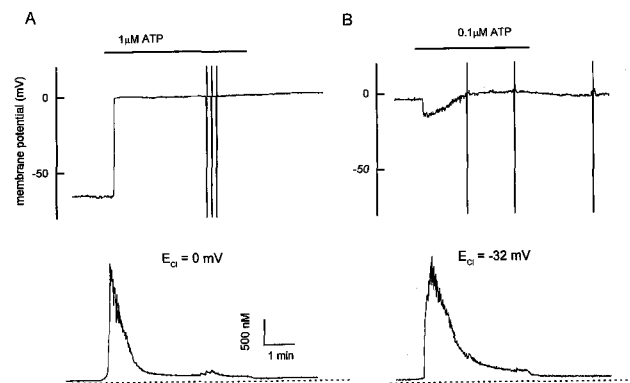 A
B
1μM ATP
0.1μM ATP
membrane potential (mV)
0
-50
0
-50
E_Cl = 0 mV
E_Cl = -32 mV
500 nM
1 min